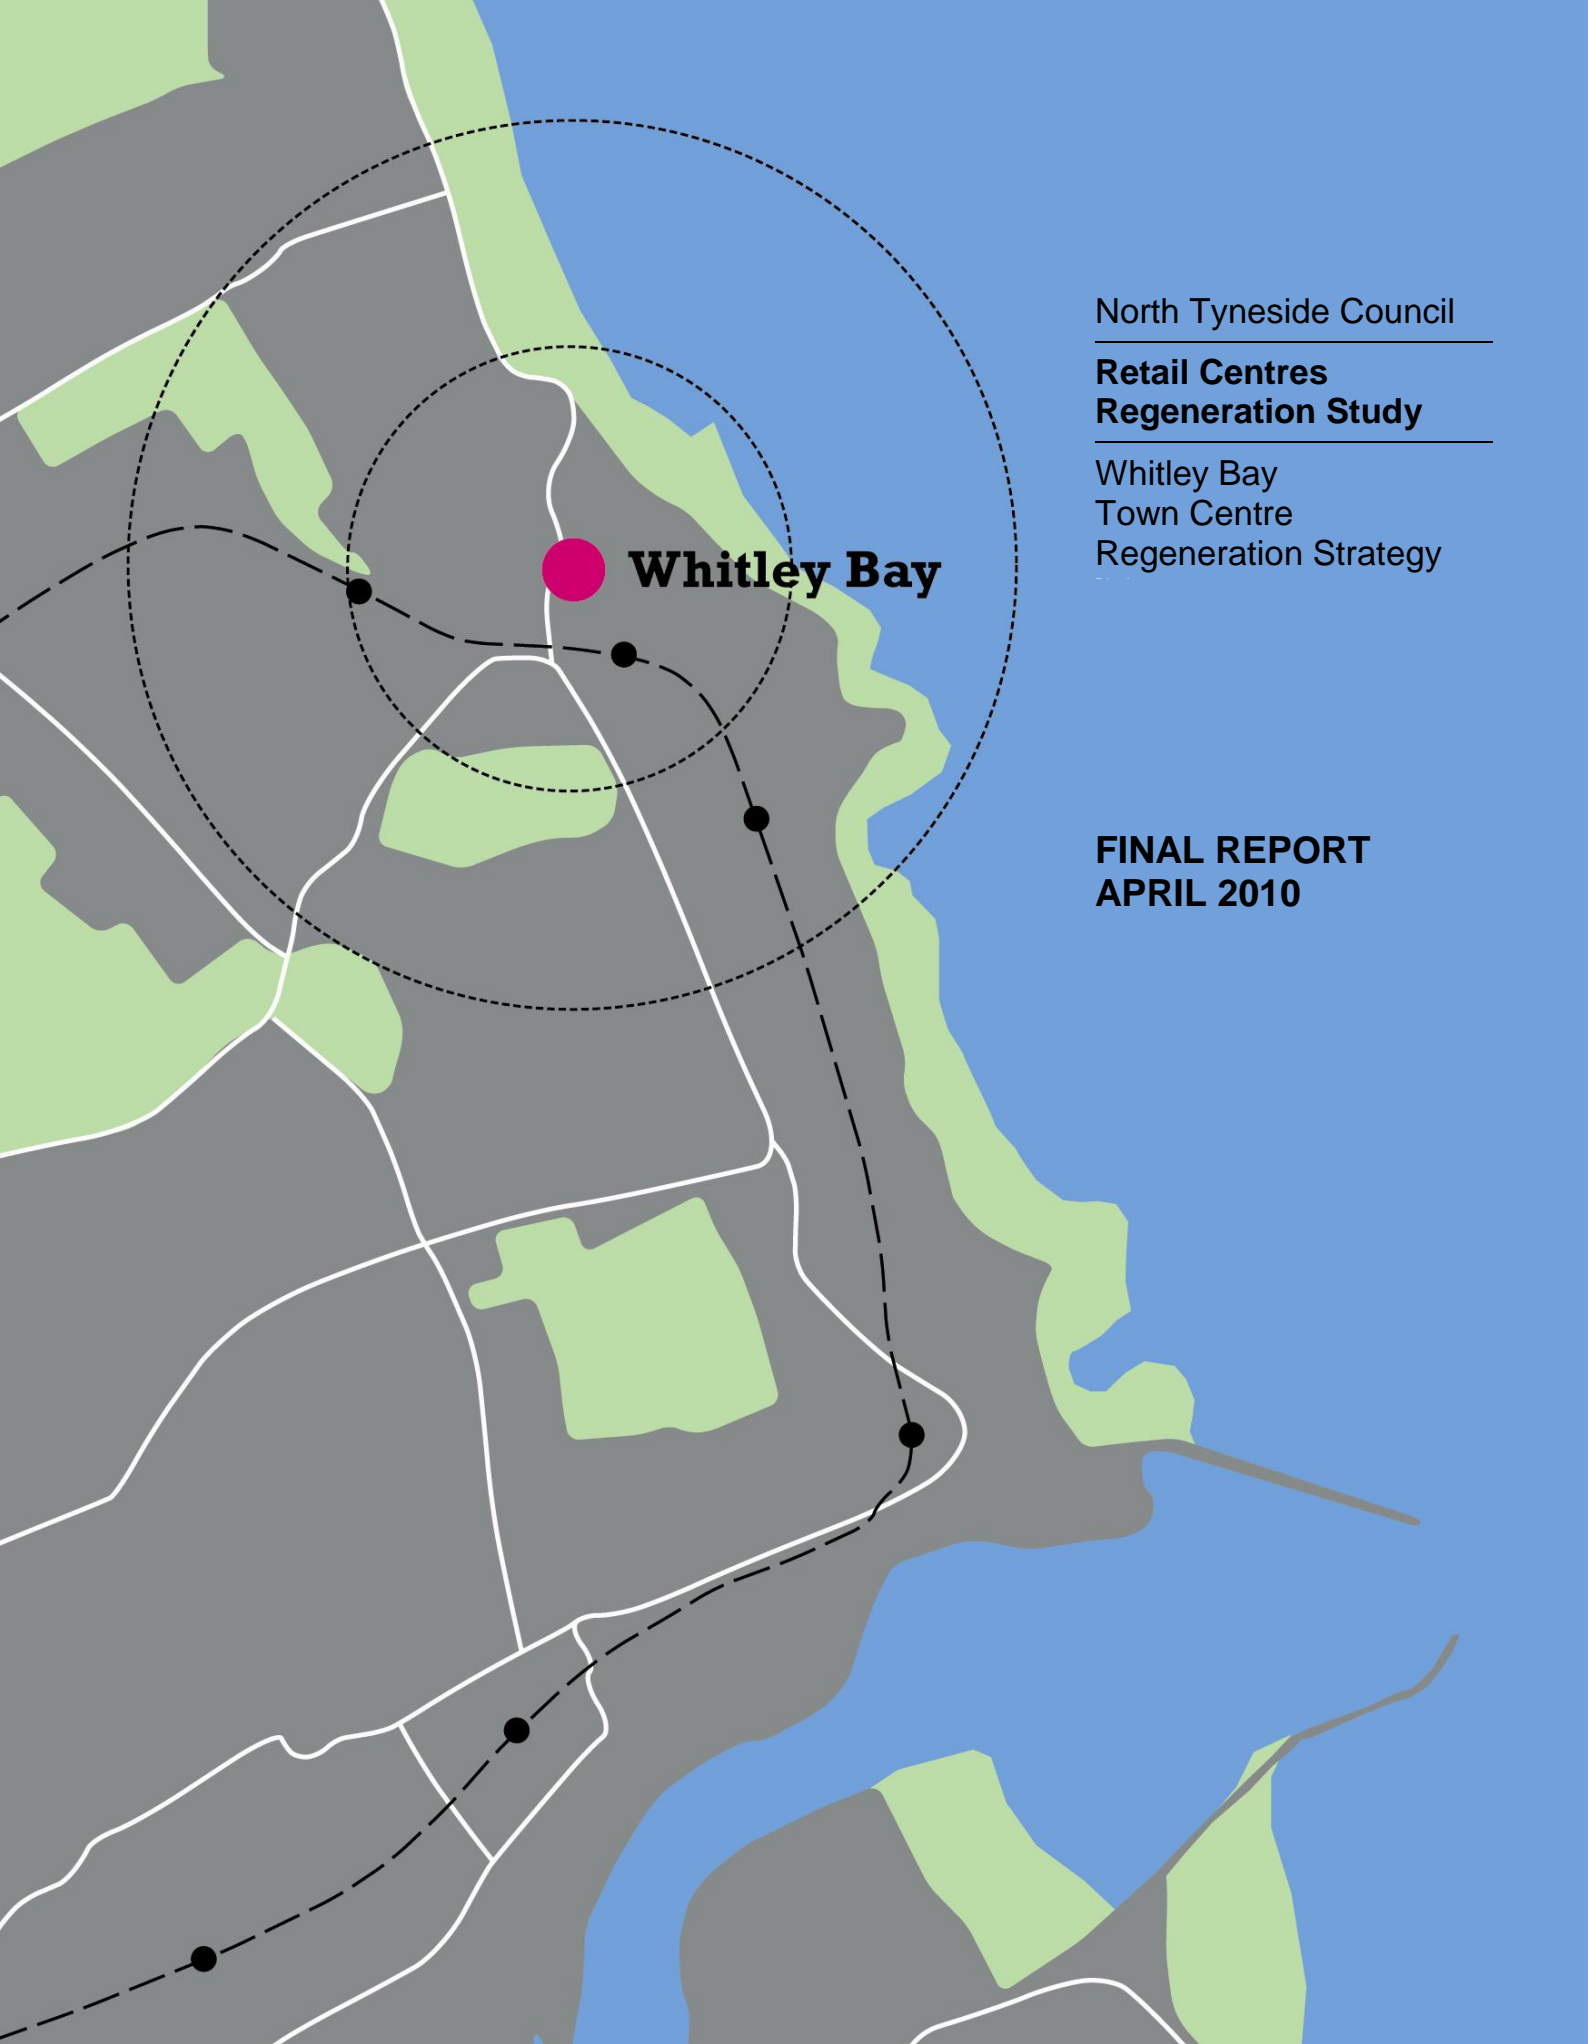 North Tyneside Council
Retail Centres
Regeneration Study
Whitley Bay
Town Centre
Regeneration Strategy
Whitley Bay
FINAL REPORT
APRIL 2010